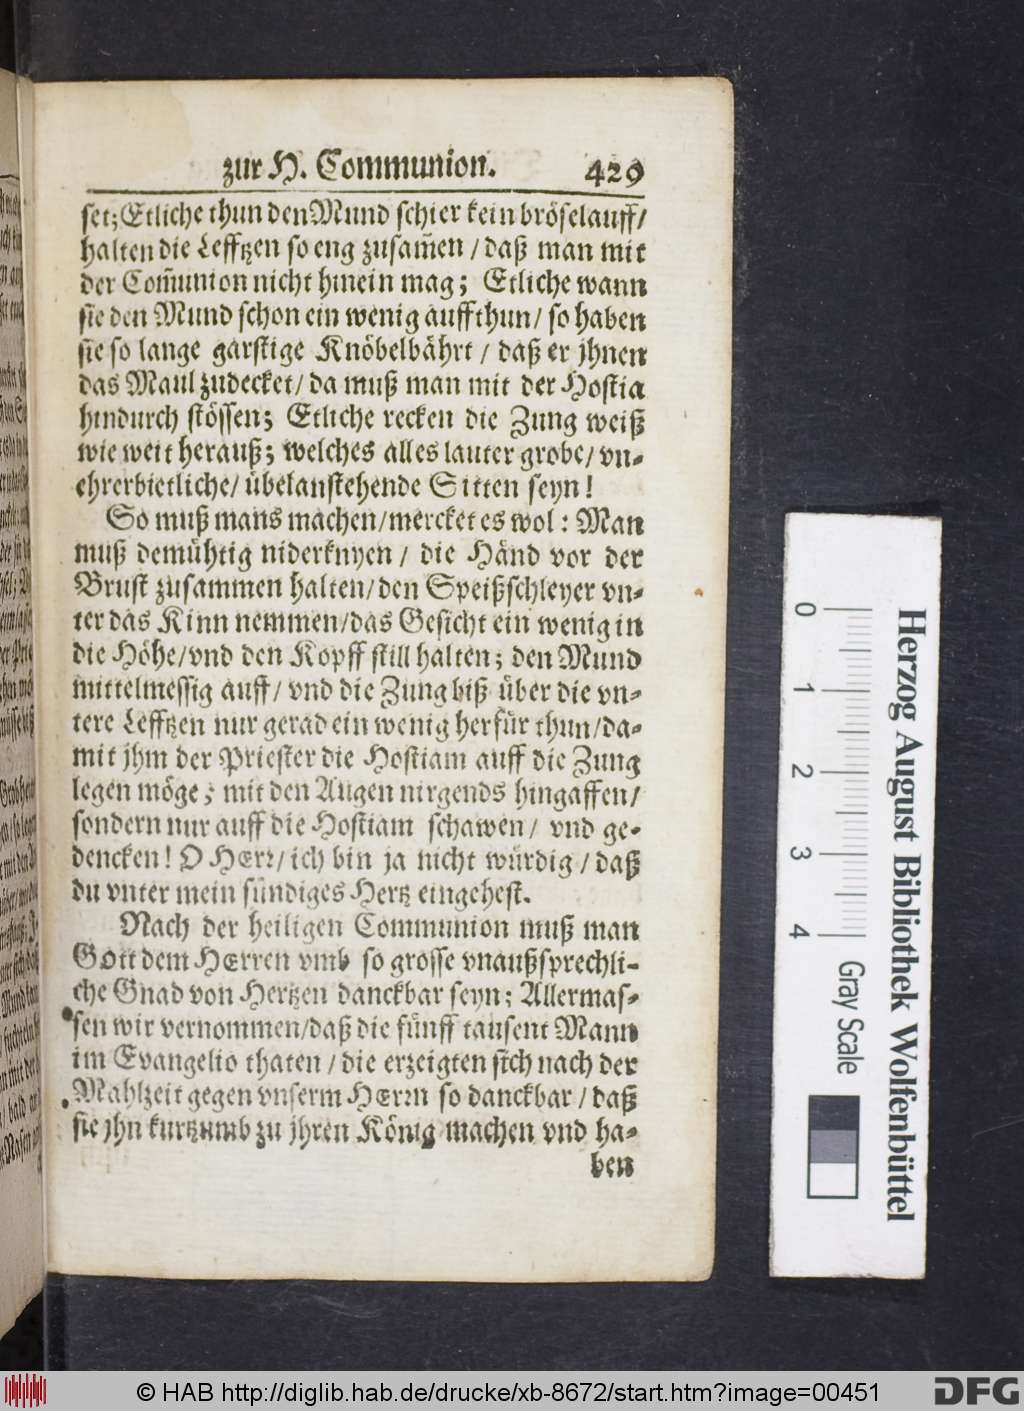 zur H. Communion. 429
set; Etliche thun den Mund schier kein brösel auff/
halten die Lefftzen so eng zusam̃en / daß man mit
der Com̃union nicht hinein mag; Etliche wann
sie den Mund schon ein wenig auffthun/ so haben
sie so lange garstige Knöbelbährt / daß er jhnen
das Maul zudecket/ da muß man mit der Hostia
hindurch stössen; Etliche recken die Zung weiß
wie weit herauß; welches alles lauter grobe/ vn-
ehrerbietliche/ übelanstehende Sitten seyn!
So muß mans machen/ mercket es wol: Man
muß demühtig niderknyen / die Händ vor der
Brust zusammen halten/ den Speißschleyer vn-
ter das Kinn nemmen/ das Gesicht ein wenig in
die Höhe/ vnd den Kopff still halten; den Mund
mittelmessig auff/ vnd die Zung biß über die vn-
tere Lefftzen nur gerad ein wenig herfür thun/ da-
mit jhm der Priester die Hostiam auff die Zung
legen möge; mit den Augen nirgends hingaffen/
sondern nur auff die Hostiam schawen/ vnd ge-
dencken! O HErr/ ich bin ja nicht würdig/ daß
du vnter mein sündiges Hertz eingehest.
Nach der heiligen Communion muß man
GOtt dem HErren vmb so grosse vnaußsprechli-
che Gnad von Hertzen danckbar seyn; Allermas-
sen wir vernommen/ daß die fünff tausent Mann
im Evangelio thaten / die erzeigten sich nach der
Mahlzeit gegen vnserm HErrn so danckbar / daß
sie jhn kurtzumb zu jhren König machen vnd ha-
ben
0 1 2 3 4
Gray Scale
Herzog August Bibliothek Wolfenbüttel
© HAB http://diglib.hab.de/drucke/xb-8672/start.htm?image=00451
DFG